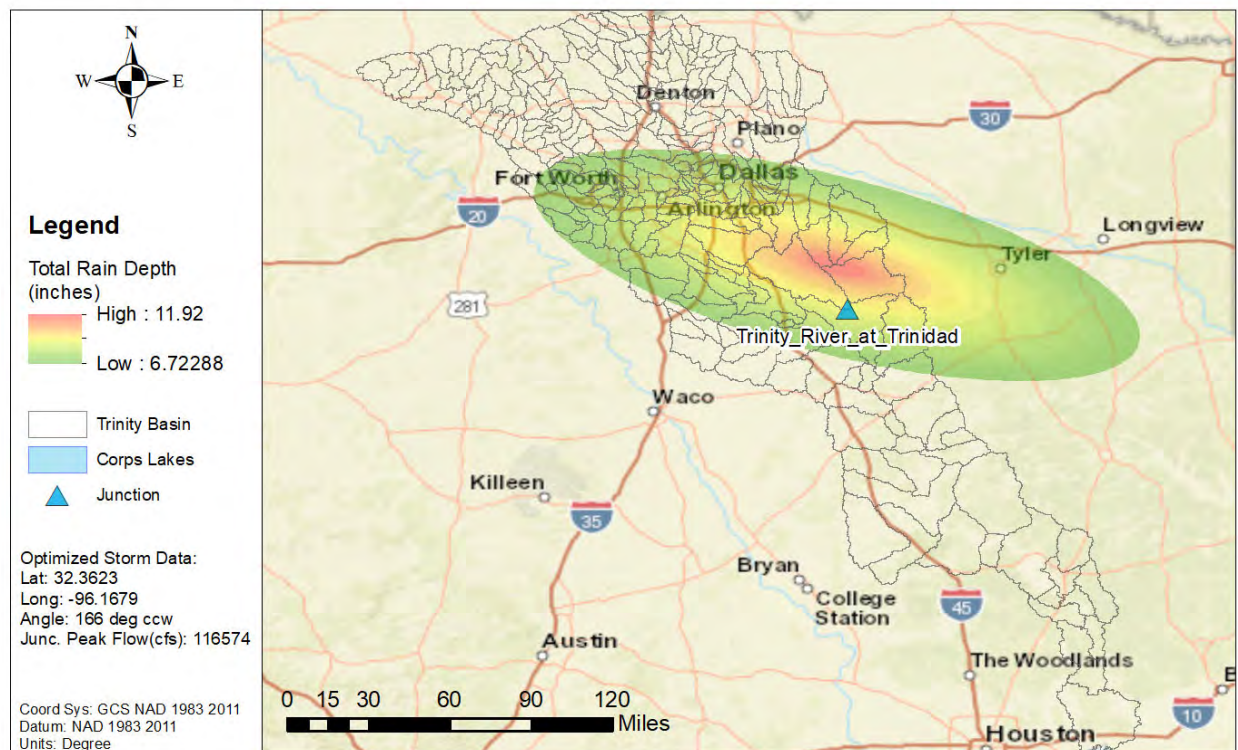 N
W E
S
Legend
Total Rain Depth
(inches)
High : 11.92
Low : 6.72288
Trinity Basin
Corps Lakes
Junction
Optimized Storm Data:
Lat: 32.3623
Long: -96.1679
Angle: 166 deg ccw
Junc. Peak Flow(cfs): 116574
Coord Sys: GCS NAD 1983 2011
Datum: NAD 1983 2011
Units: Degree
Denton
30
Plano
Dallas
Fort Worth
20
Arlington
Longview
Tyler
281
Trinity_River_at_Trinidad
Waco
Killeen
35
Bryan
College
Station
45
Austin
The Woodlands
10
Houston
0 15 30 60 90 120
Miles